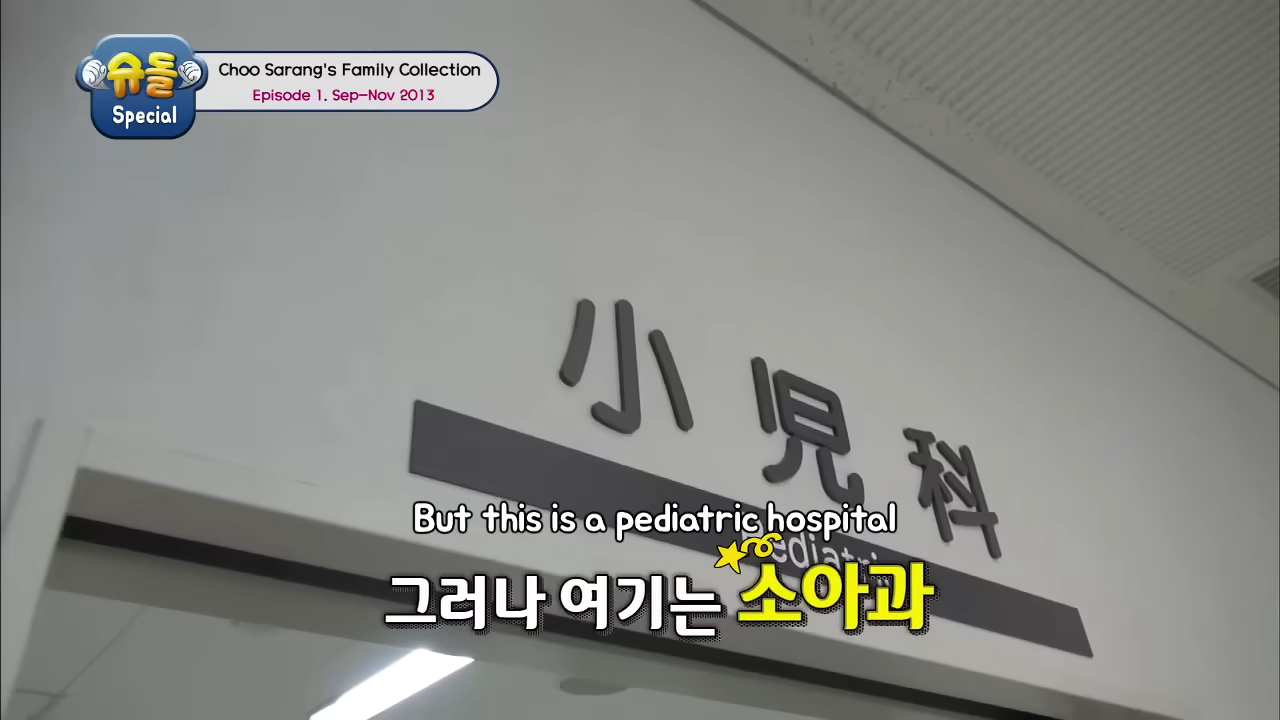 슈돌
Special
Choo Sarang's Family Collection
Episode 1. Sep-Nov 2013
小児科
But this is a pediatric hospital
그러나 여기는 소아과